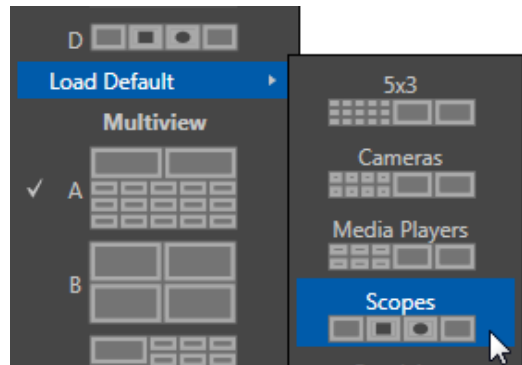 D
Load Default
Multiview
A
B
5x3
Cameras
Media Players
Scopes